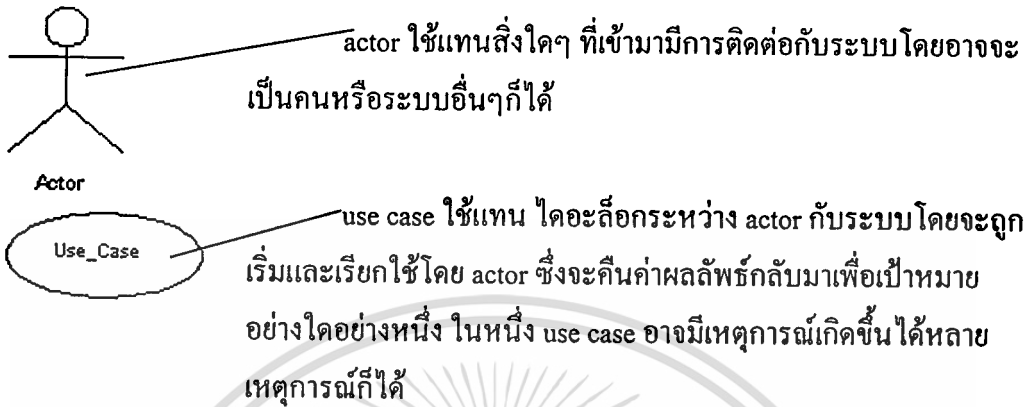 actor ใช้แทนสิ่งใดๆ ที่เข้ามามีการติดต่อกับระบบโดยอาจจะ
เป็นคนหรือระบบอื่นๆก็ได้
Actor
use case ใช้แทน ไดอะล็อกระหว่าง actor กับระบบโดยจะถูก
Use_Case
เริ่มและเรียกใช้โดย actor ซึ่งจะคืนค่าผลลัพธ์กลับมาเพื่อเป้าหมาย
อย่างใดอย่างหนึ่ง ในหนึ่ง use case อาจมีเหตุการณ์เกิดขึ้นได้หลาย
เหตุการณ์ก็ได้